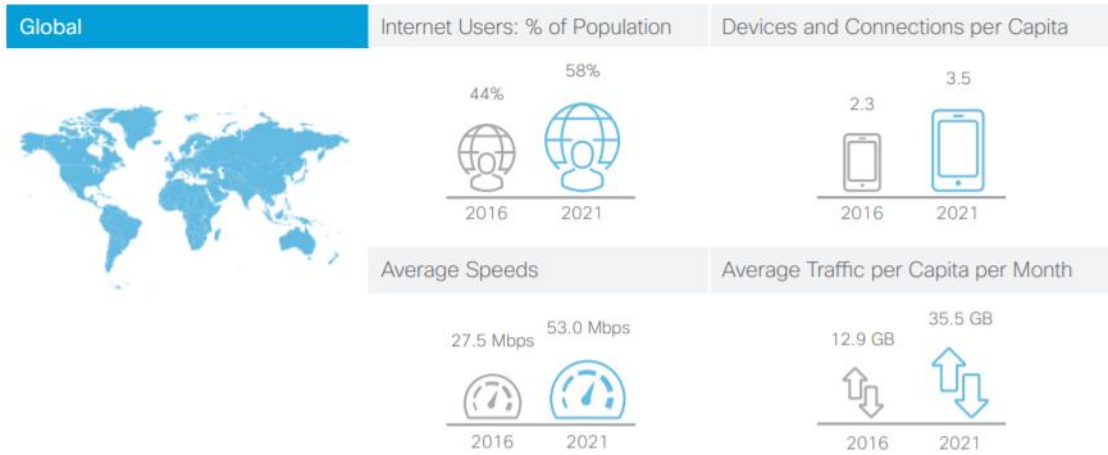 Global
Internet Users: % of Population
Devices and Connections per Capita
44%
58%
2016
2021
2.3
3.5
2016
2021
Average Speeds
Average Traffic per Capita per Month
27.5 Mbps
53.0 Mbps
2016
2021
12.9 GB
35.5 GB
2016
2021